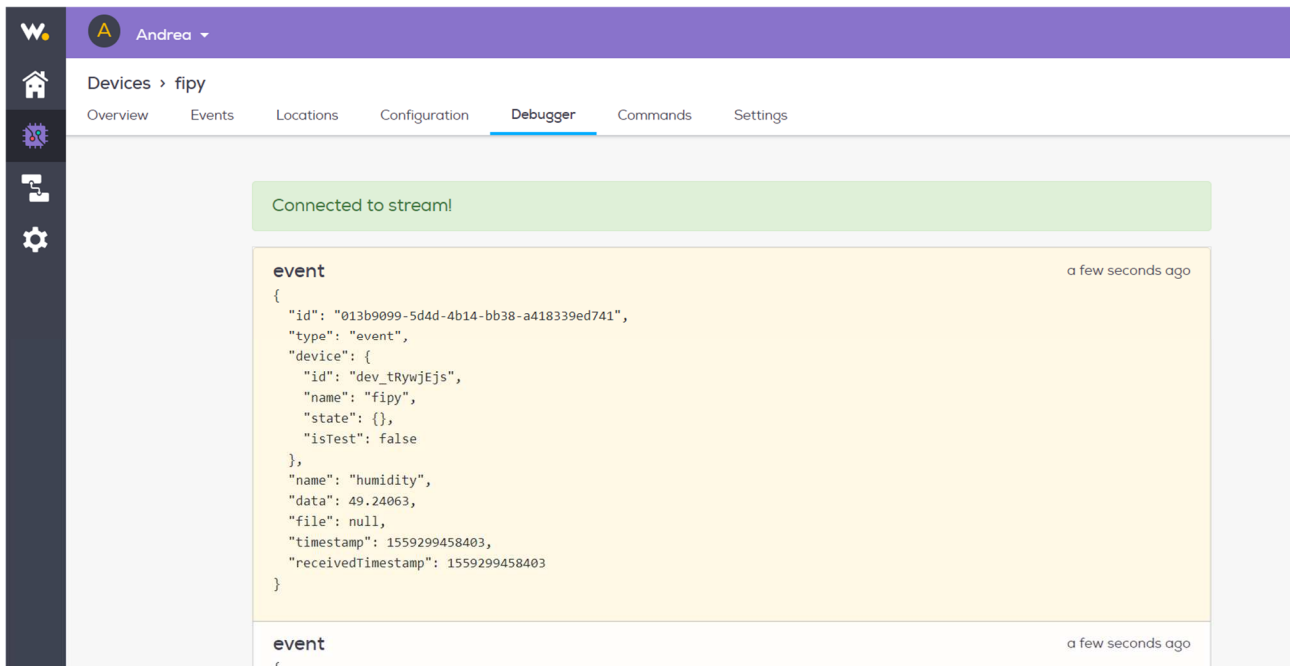 W.
A Andrea
Devices > fipy
Overview Events Locations Configuration Debugger Commands Settings
Connected to stream!
event a few seconds ago
{
"id": "013b9099-5d4d-4b14-bb38-a418339ed741",
"type": "event",
"device": {
"id": "dev_tRywjEjs",
"name": "fipy",
"state": {},
"isTest": false
},
"name": "humidity",
"data": 49.24063,
"file": null,
"timestamp": 1559299458403,
"receivedTimestamp": 1559299458403
}
event a few seconds ago
{